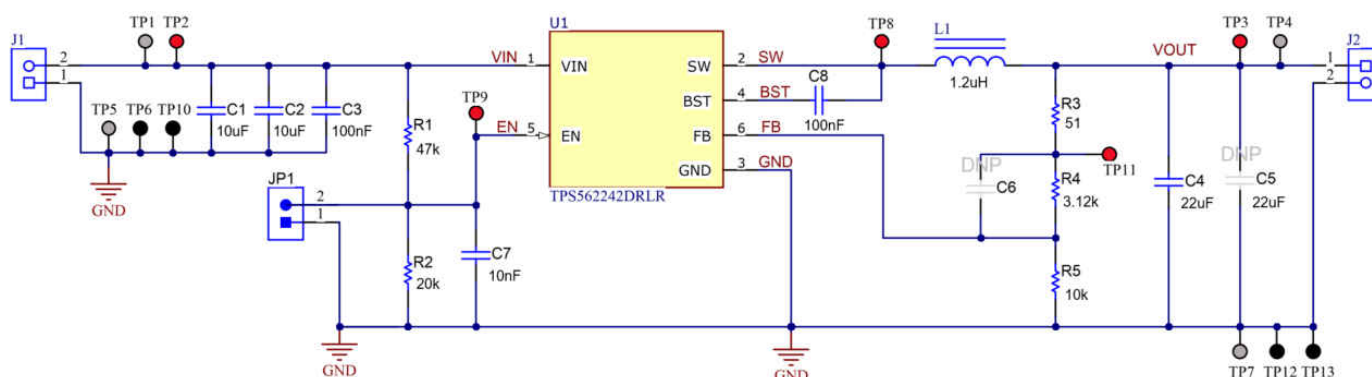 J1
2
1
TP1
TP2
TP5
TP6
TP10
C1
10uF
C2
10uF
C3
100nF
GND
JP1
2
1
GND
R1
47k
R2
20k
TP9
C7
10nF
VIN
EN
U1
1
VIN
5
EN
SW
BST
FB
GND
TPS562242DRLR
2
SW
4
BST
6
FB
3
GND
C8
100nF
TP8
L1
1.2uH
GND
R3
51
DNP
C6
TP11
R4
3.12k
R5
10k
VOUT
C4
22uF
DNP
C5
22uF
TP3
TP4
J2
1
2
TP7
TP12
TP13